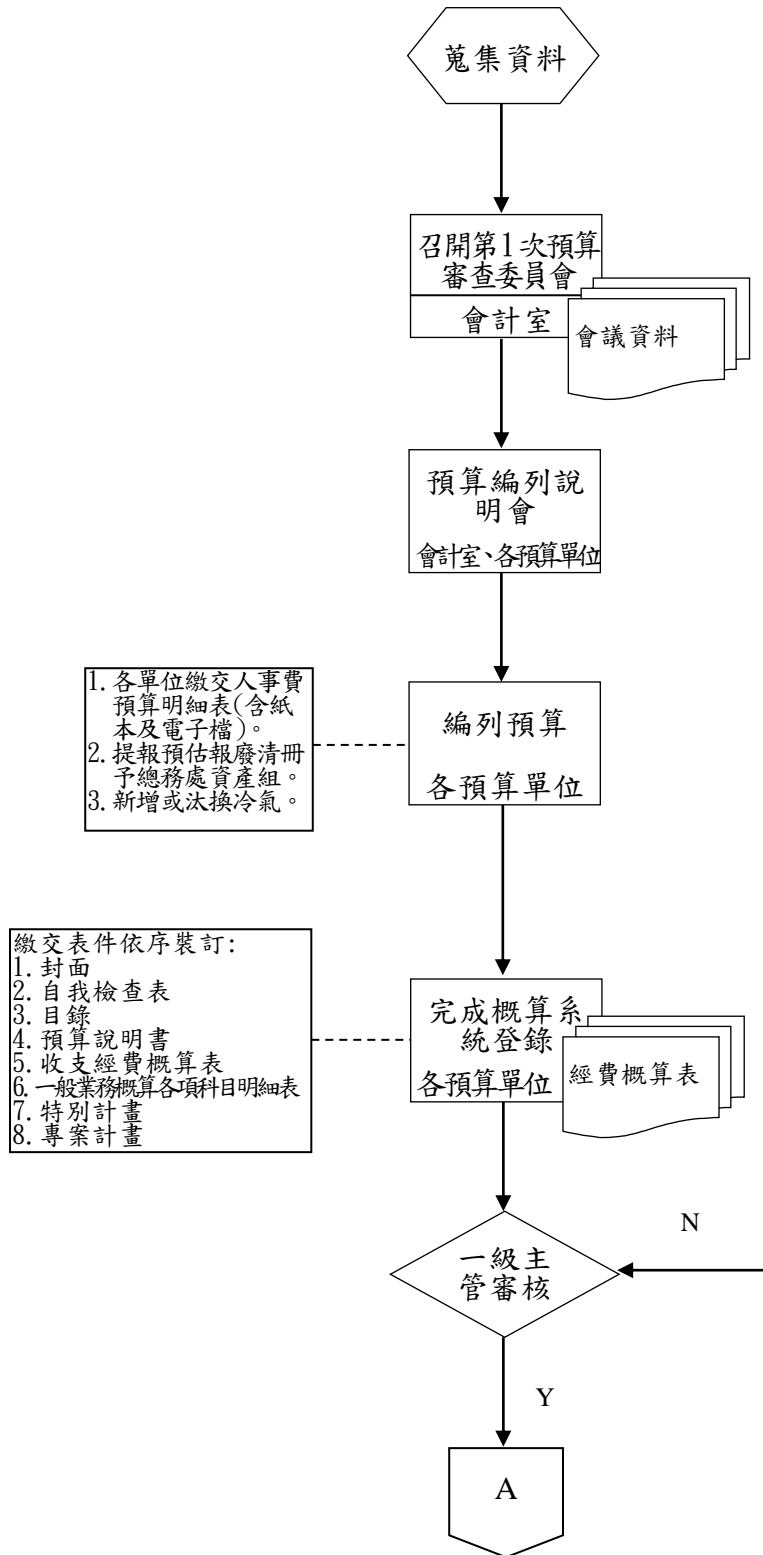 蒐集資料
召開第1次預算
審查委員會
會計室
會議資料
預算編列說
明會
會計室、各預算單位
1. 各單位繳交人事費
預算明細表(含紙
本及電子檔)。
2. 提報預估報廢清冊
予總務處資產組。
3. 新增或汰換冷氣。
編列預算
各預算單位
繳交表件依序裝訂:
1. 封面
2. 自我檢查表
3. 目錄
4. 預算說明書
5. 收支經費概算表
6. 一般業務概算各項科目明細表
7. 特別計畫
8. 專案計畫
完成概算系
統登錄
各預算單位
經費概算表
一級主
管審核
N
Y
A